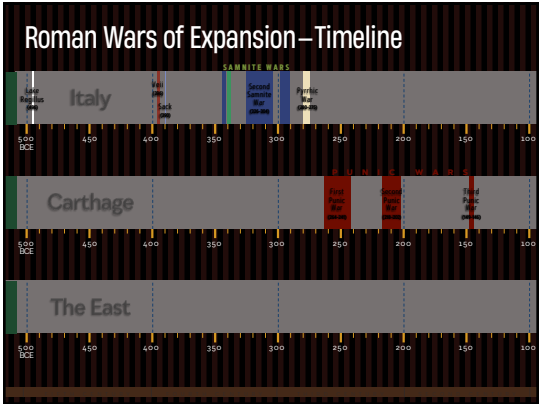 Roman Wars of Expansion–Timeline
SAMNITE WARS
Lake
Regillus
Italy
Veii
Sack
Second
Samnite
War
Pyrrhic
War
500 450 400 350 300 250 200 150 100
BCE
PUNIC WARS
Carthage
First
Punic
War
Second
Punic
War
Third
Punic
War
500 450 400 350 300 250 200 150 100
BCE
The East
500 450 400 350 300 250 200 150 100
BCE